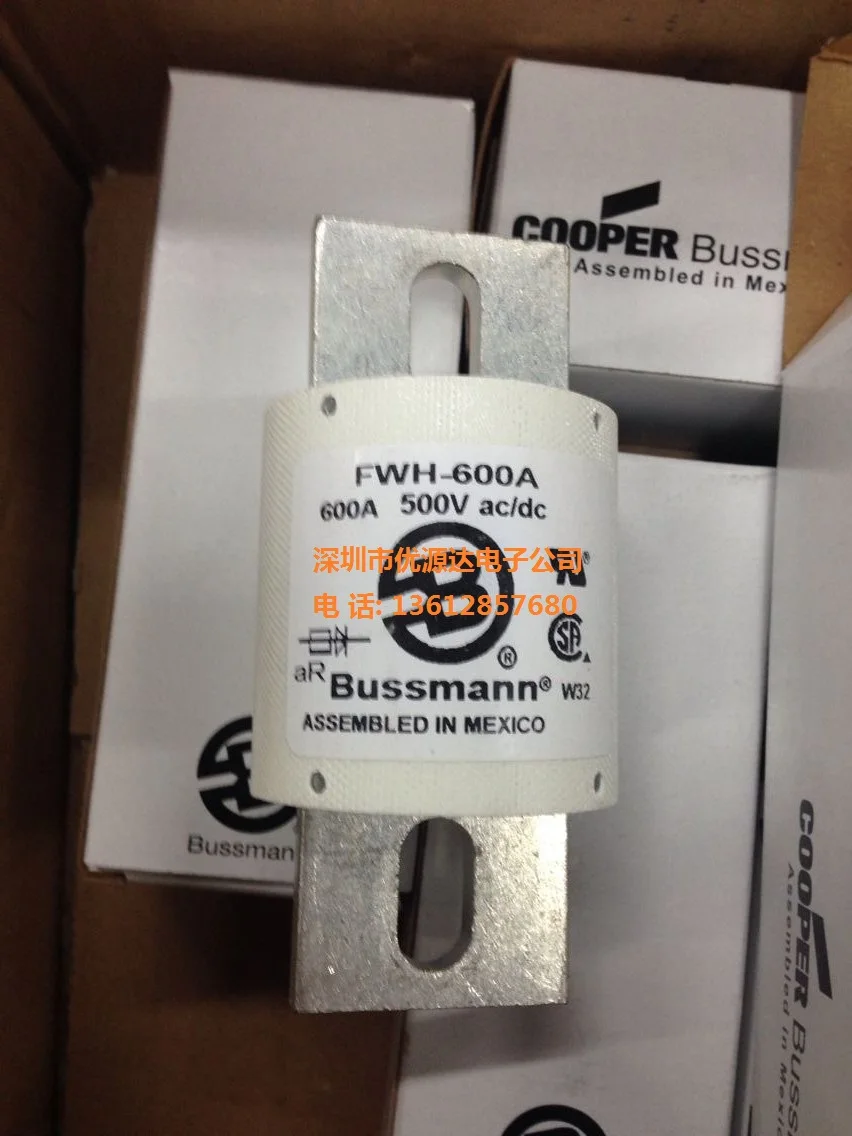 COOPER Bussm
Assembled in Mex
FWH-600A
600A 500V ac/dc
深圳市优源达电子公司
电 话: 13612857680
aR
Bussmann® W32
ASSEMBLED IN MEXICO
Bussman
COOPER Buss
Assembled in Mexico